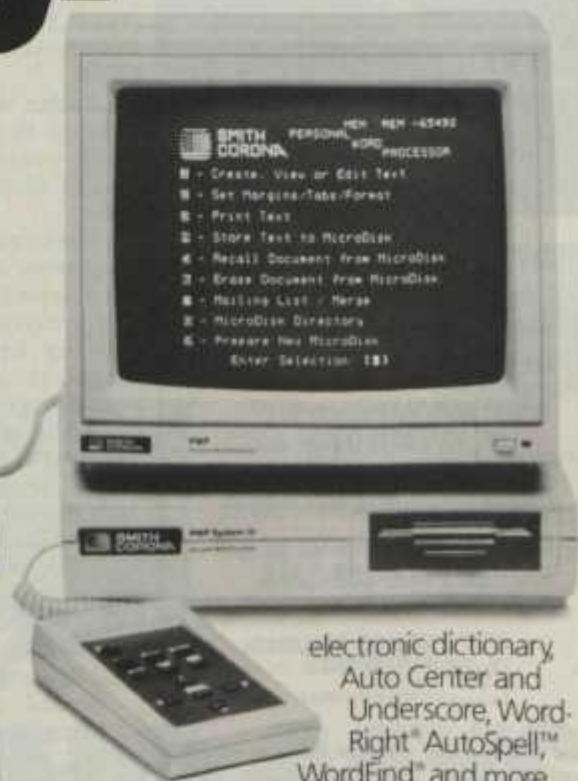 SMITH
CORONA
PERSONAL
WORD
PROCESSOR
MEM REM -65492
- Create, View or Edit Text
- Set Margins/Tabs/Format
- Print Text
- Store Text to MicroDisk
- Recall Document from MicroDisk
- Erase Document from MicroDisk
- Mailing List / Merge
- MicroDisk Directory
- Prepare New MicroDisk
Enter Selection
SMITH
CORONA
PWP
SMITH
CORONA
PWP System
electronic dictionary,
Auto Center and
Underscore, Word-
Right® AutoSpell,™
WordFind® and more